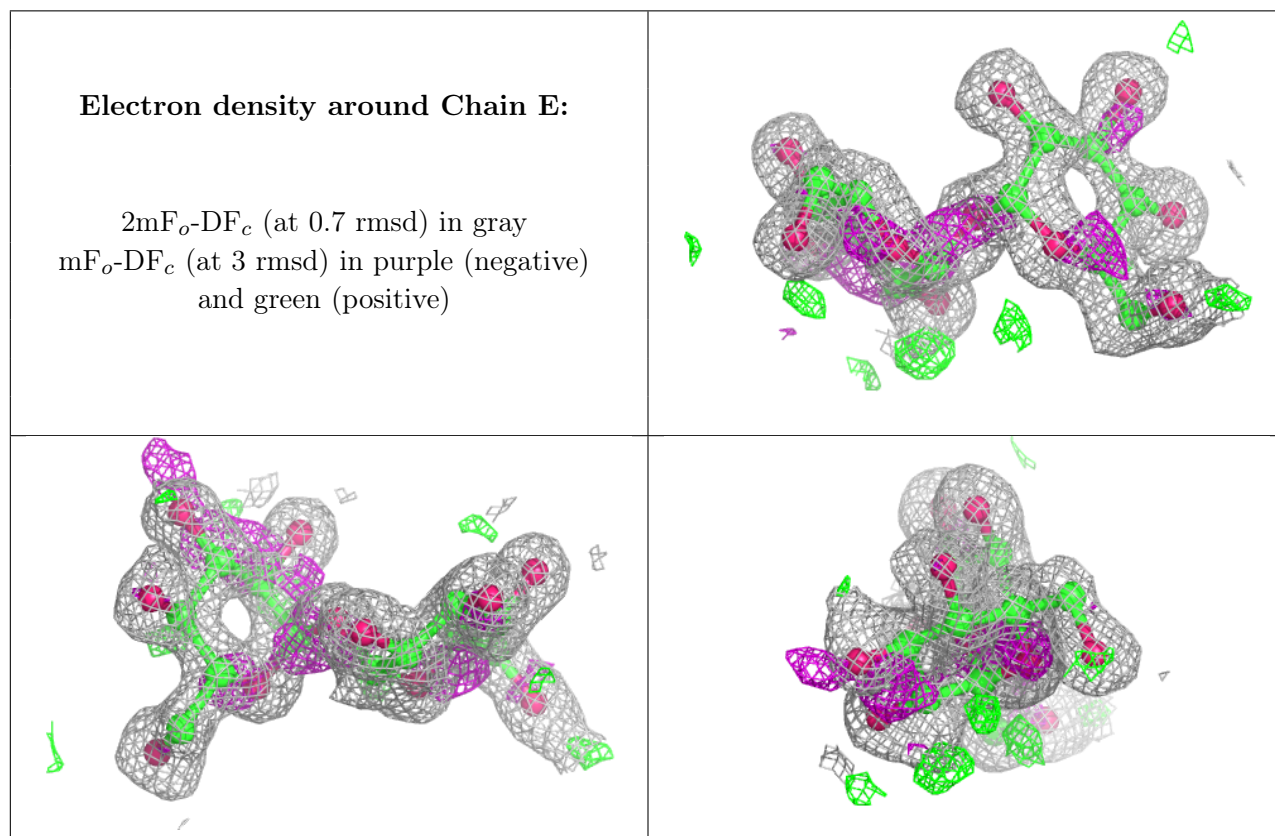 Electron density around Chain E:
2mFo-DFc (at 0.7 rmsd) in gray
mFo-DFc (at 3 rmsd) in purple (negative)
and green (positive)